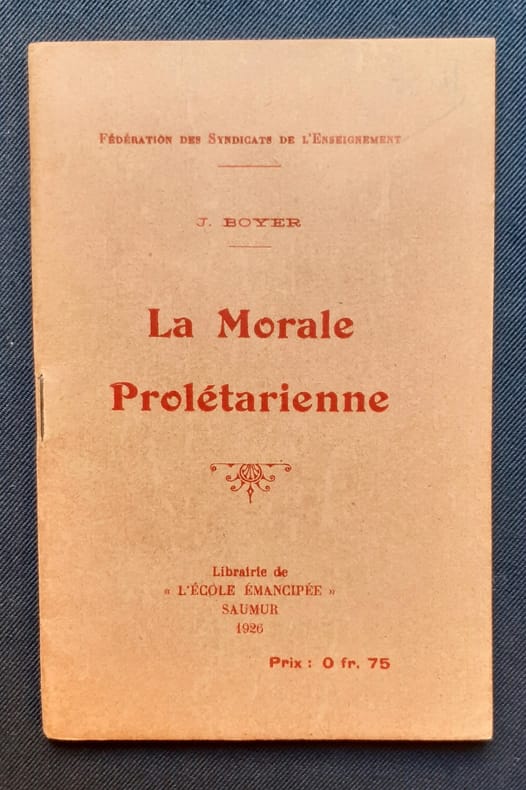 Fédération des Syndicats de l'Enseignement
J. BOYER
La Morale
Prolétarienne
Librairie de
« L'ÉCOLE ÉMANCIPÉE »
SAUMUR
1926
Prix : 0 fr. 75